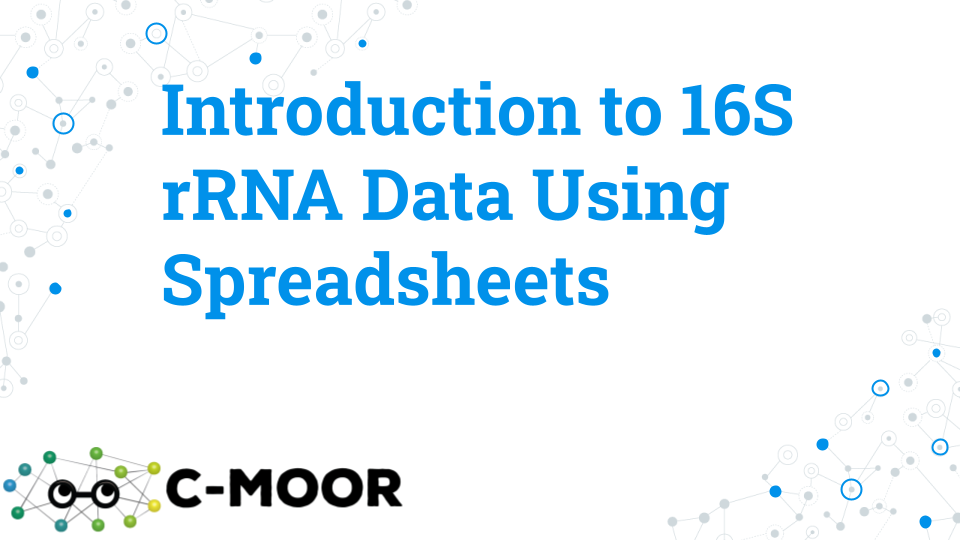 Introduction to 16S
rRNA Data Using
Spreadsheets
C-MOOR